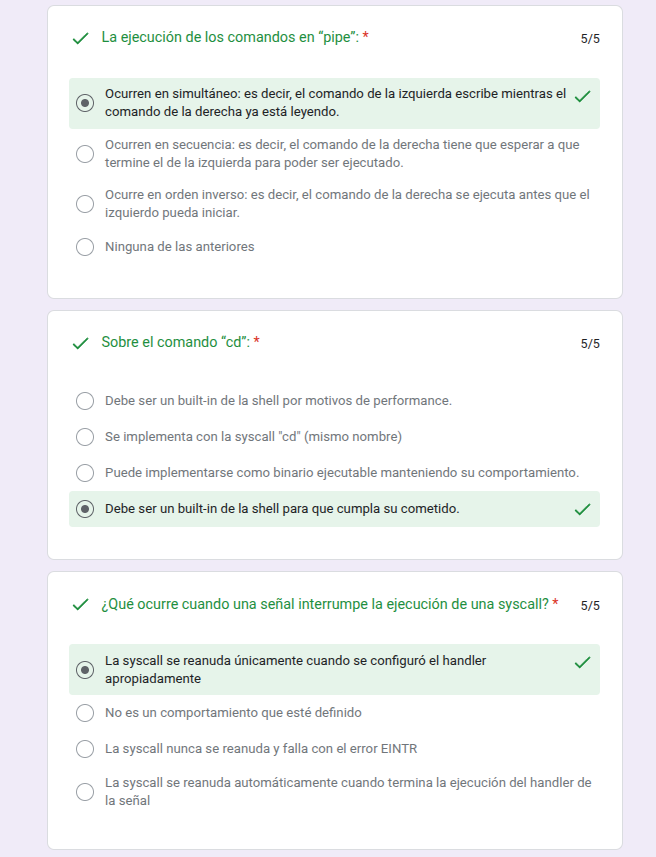 La ejecución de los comandos en “pipe”: *
5/5
Ocurren en simultáneo: es decir, el comando de la izquierda escribe mientras el
comando de la derecha ya está leyendo.
Ocurren en secuencia: es decir, el comando de la derecha tiene que esperar a que
termine el de la izquierda para poder ser ejecutado.
Ocurre en orden inverso: es decir, el comando de la derecha se ejecuta antes que el
izquierdo pueda iniciar.
Ninguna de las anteriores
Sobre el comando “cd”: *
5/5
Debe ser un built-in de la shell por motivos de performance.
Se implementa con la syscall "cd" (mismo nombre)
Puede implementarse como binario ejecutable manteniendo su comportamiento.
Debe ser un built-in de la shell para que cumpla su cometido.
¿Qué ocurre cuando una señal interrumpe la ejecución de una syscall? *
5/5
La syscall se reanuda únicamente cuando se configuró el handler
apropiadamente
No es un comportamiento que esté definido
La syscall nunca se reanuda y falla con el error EINTR
La syscall se reanuda automáticamente cuando termina la ejecución del handler de
la señal